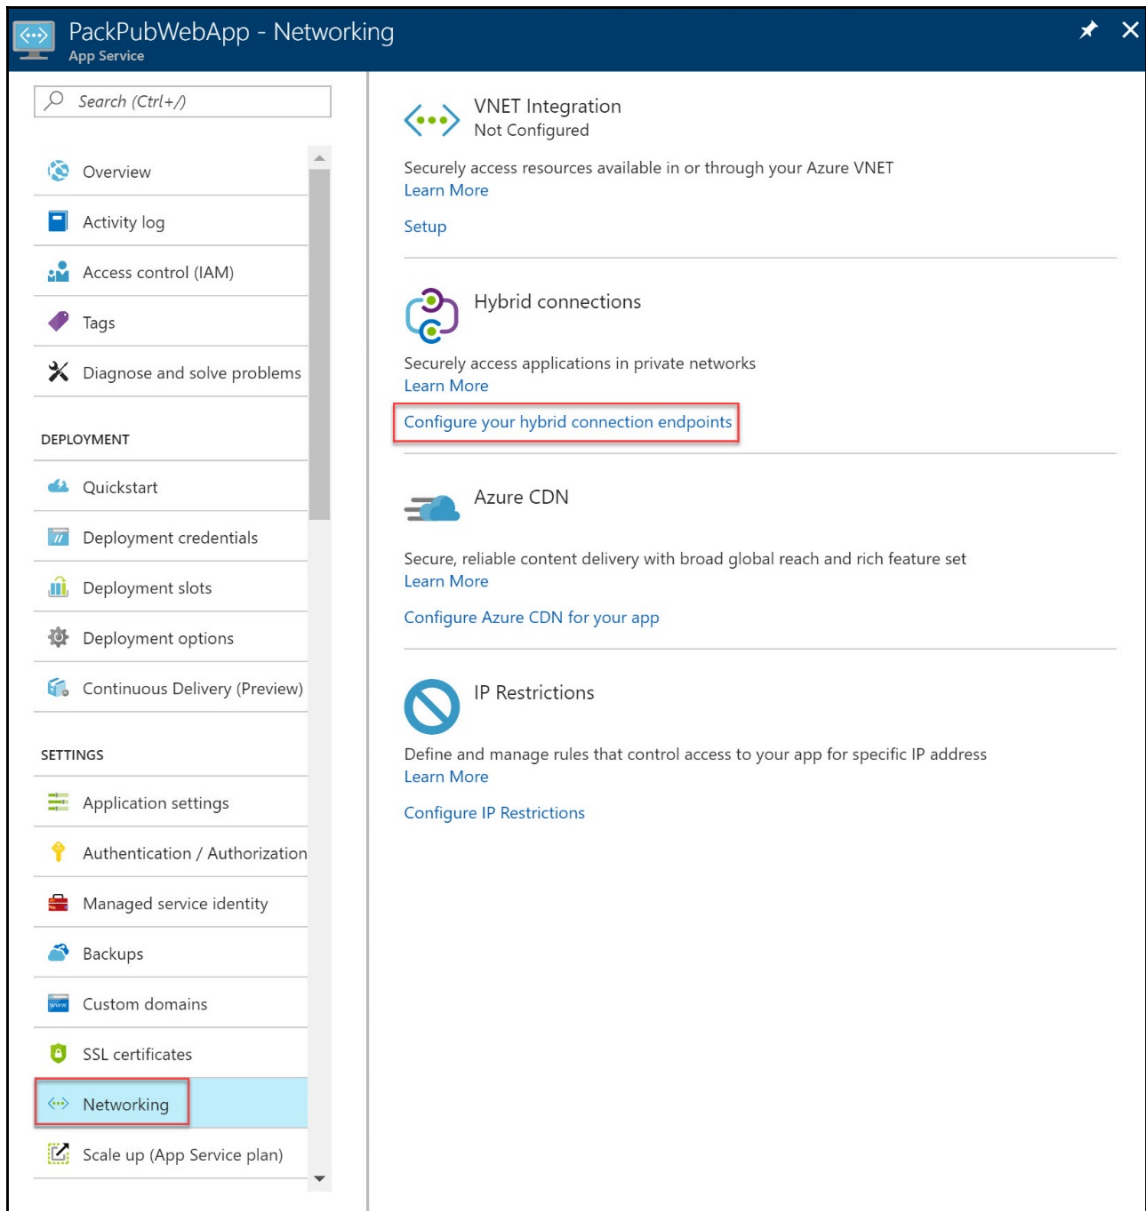 PackPubWebApp - Networking
App Service
Search (Ctrl+/)
Overview
Activity log
Access control (IAM)
Tags
Diagnose and solve problems
DEPLOYMENT
Quickstart
Deployment credentials
Deployment slots
Deployment options
Continuous Delivery (Preview)
SETTINGS
Application settings
Authentication / Authorization
Managed service identity
Backups
Custom domains
SSL certificates
Networking
Scale up (App Service plan)
VNET Integration
Not Configured
Securely access resources available in or through your Azure VNET
Learn More
Setup
Hybrid connections
Securely access applications in private networks
Learn More
Configure your hybrid connection endpoints
Azure CDN
Secure, reliable content delivery with broad global reach and rich feature set
Learn More
Configure Azure CDN for your app
IP Restrictions
Define and manage rules that control access to your app for specific IP address
Learn More
Configure IP Restrictions